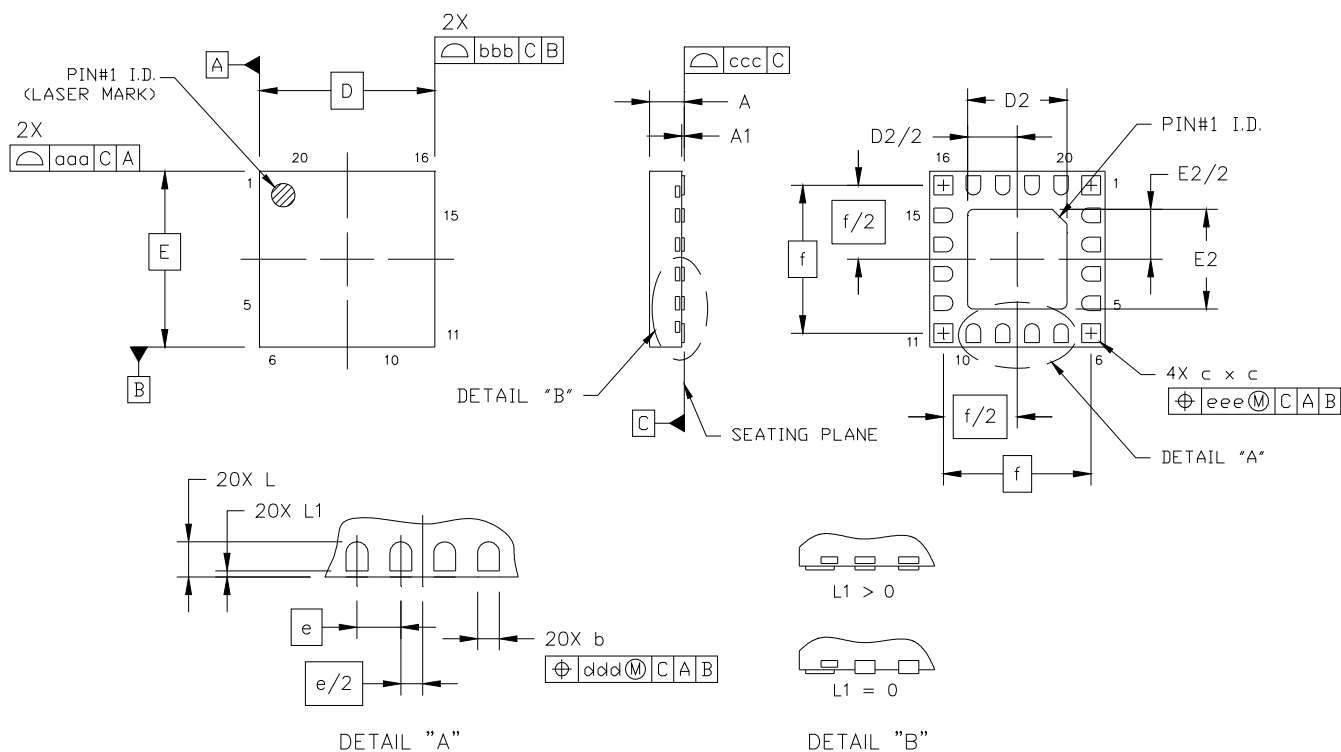 2X
⌓ bbb C B
A
D
PIN#1 I.D.
(LASER MARK)
2X
⌓ aaa C A
20
16
1
15
E
5
11
6
10
B
⌓ ccc C
A
A1
DETAIL "B"
C
SEATING PLANE
D2
D2/2
PIN#1 I.D.
16
20
1
E2/2
15
f/2
f
E2
5
11
10
6
4X c x c
⌖ eee Ⓜ C A B
f/2
f
DETAIL "A"
20X L
20X L1
e
e/2
20X b
⌖ ddd Ⓜ C A B
DETAIL "A"
L1 > 0
L1 = 0
DETAIL "B"